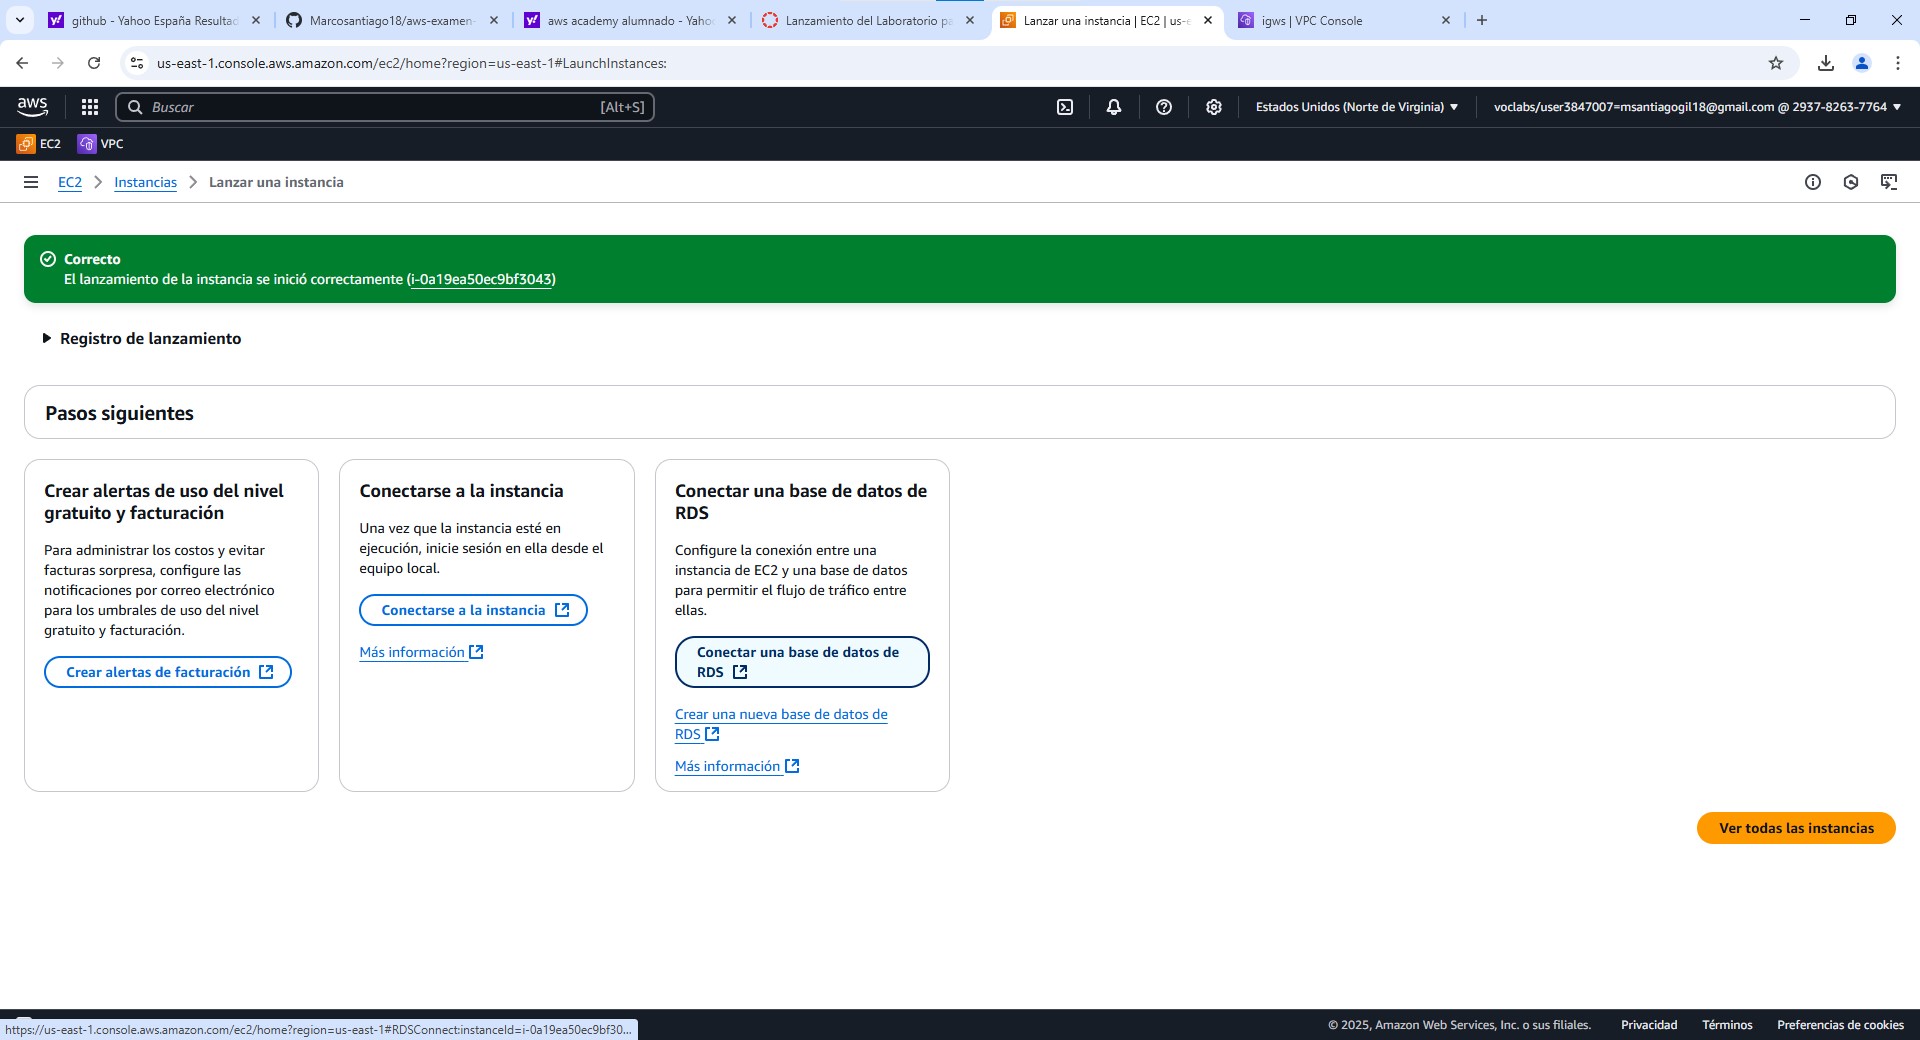 github - Yahoo España Resultad
Marcosantiago18/aws-examen-
aws academy alumnado - Yaho
Lanzamiento del Laboratorio pa
Lanzar una instancia | EC2 | us-e
igws | VPC Console
us-east-1.console.aws.amazon.com/ec2/home?region=us-east-1#LaunchInstances:
aws
Buscar
[Alt+S]
Estados Unidos (Norte de Virginia)
voclabs/user3847007=msantiagogil18@gmail.com @ 2937-8263-7764
EC2
VPC
EC2
Instancias
Lanzar una instancia
Correcto
El lanzamiento de la instancia se inició correctamente (i-0a19ea50ec9bf3043)
Registro de lanzamiento
Pasos siguientes
Crear alertas de uso del nivel
gratuito y facturación
Para administrar los costos y evitar
facturas sorpresa, configure las
notificaciones por correo electrónico
para los umbrales de uso del nivel
gratuito y facturación.
Crear alertas de facturación
Conectarse a la instancia
Una vez que la instancia esté en
ejecución, inicie sesión en ella desde el
equipo local.
Conectarse a la instancia
Más información
Conectar una base de datos de
RDS
Configure la conexión entre una
instancia de EC2 y una base de datos
para permitir el flujo de tráfico entre
ellas.
Conectar una base de datos de
RDS
Crear una nueva base de datos de
RDS
Más información
Ver todas las instancias
https://us-east-1.console.aws.amazon.com/ec2/home?region=us-east-1#RDSConnect:instanceId=i-0a19ea50ec9bf30...
© 2025, Amazon Web Services, Inc. o sus filiales.
Privacidad
Términos
Preferencias de cookies